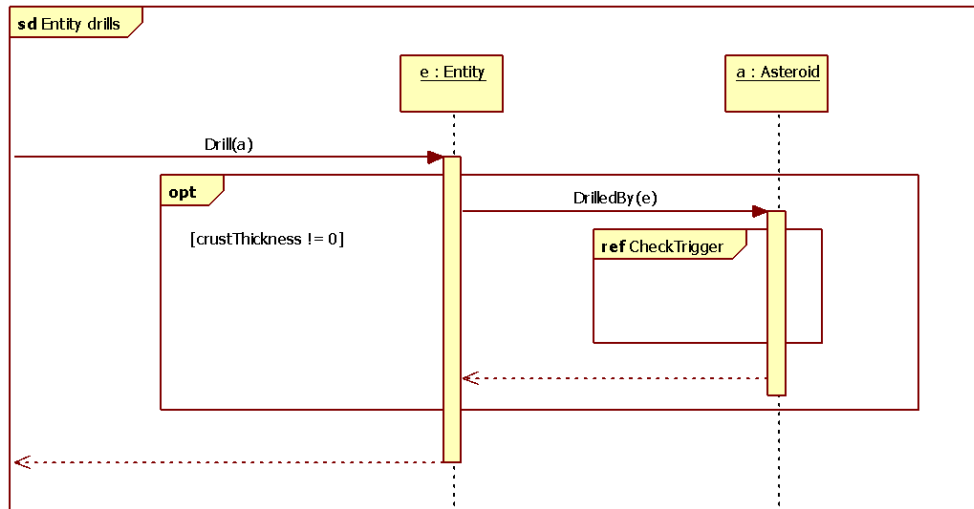 sd Entity drills
e : Entity
a : Asteroid
Drill(a)
opt
DrilledBy(e)
[crustThickness != 0]
ref CheckTrigger